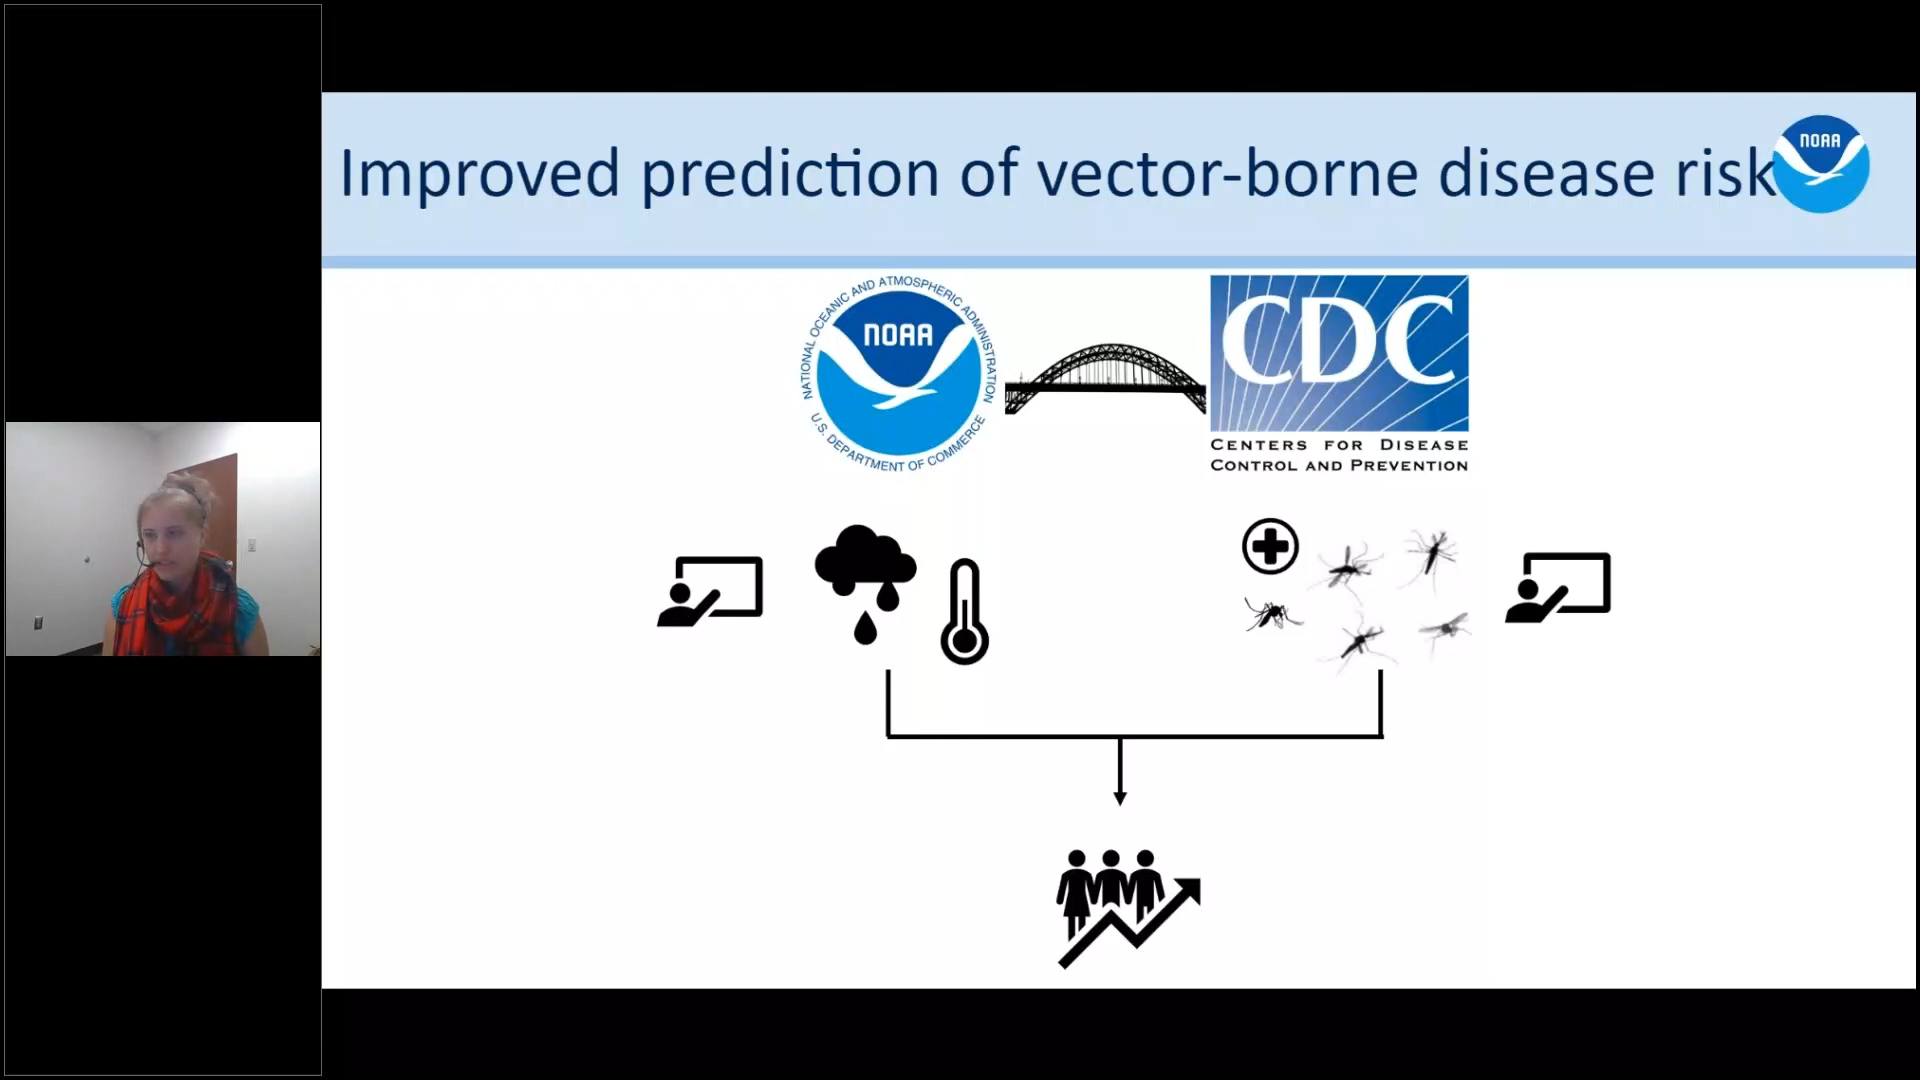 Improved prediction of vector-borne disease risk
NOAA
NATIONAL OCEANIC AND ATMOSPHERIC ADMINISTRATION
NOAA
U.S. DEPARTMENT OF COMMERCE
CDC
CENTERS FOR DISEASE
CONTROL AND PREVENTION